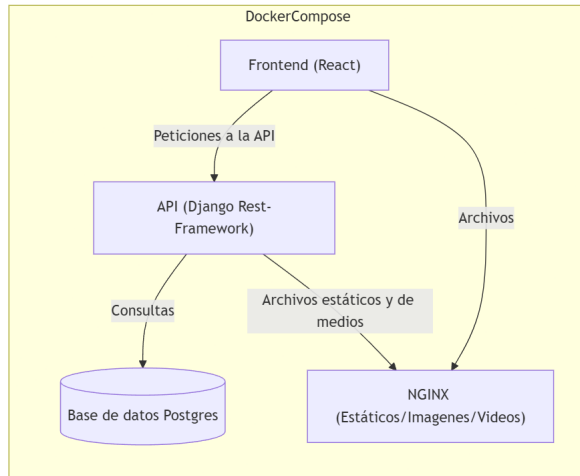 DockerCompose
Frontend (React)
Peticiones a la API
API (Django Rest-
Framework)
Archivos
Consultas
Archivos estáticos y de
medios
Base de datos Postgres
NGINX
(Estáticos/Imagenes/Videos)